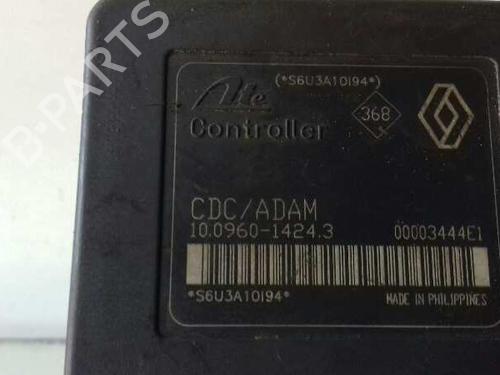 B-PARTS
(*S6U3A10I94*)
Ate
368
Controller
CDC/ADAM
10.0960-1424.3 00003444E1
*S6U3A10I94*
MADE IN PHILIPPINES